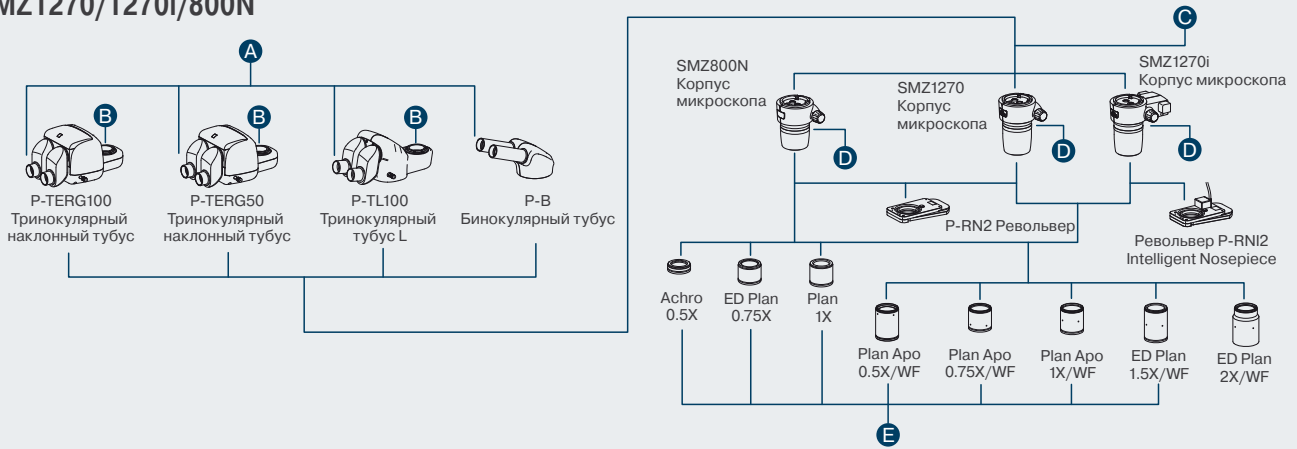 MZ1270/1270i/800N
A
C
B
B
B
P-TERG100
Тринокулярный
наклонный тубус
P-TERG50
Тринокулярный
наклонный тубус
P-TL100
Тринокулярный
тубус L
P-B
Бинокулярный тубус
SMZ800N
Корпус
микроскопа
SMZ1270
Корпус
микроскопа
SMZ1270i
Корпус микроскопа
D
D
D
P-RN2 Револьвер
Револьвер P-RNI2
Intelligent Nosepiece
Achro
0.5X
ED Plan
0.75X
Plan
1X
Plan Apo
0.5X/WF
Plan Apo
0.75X/WF
Plan Apo
1X/WF
ED Plan
1.5X/WF
ED Plan
2X/WF
E